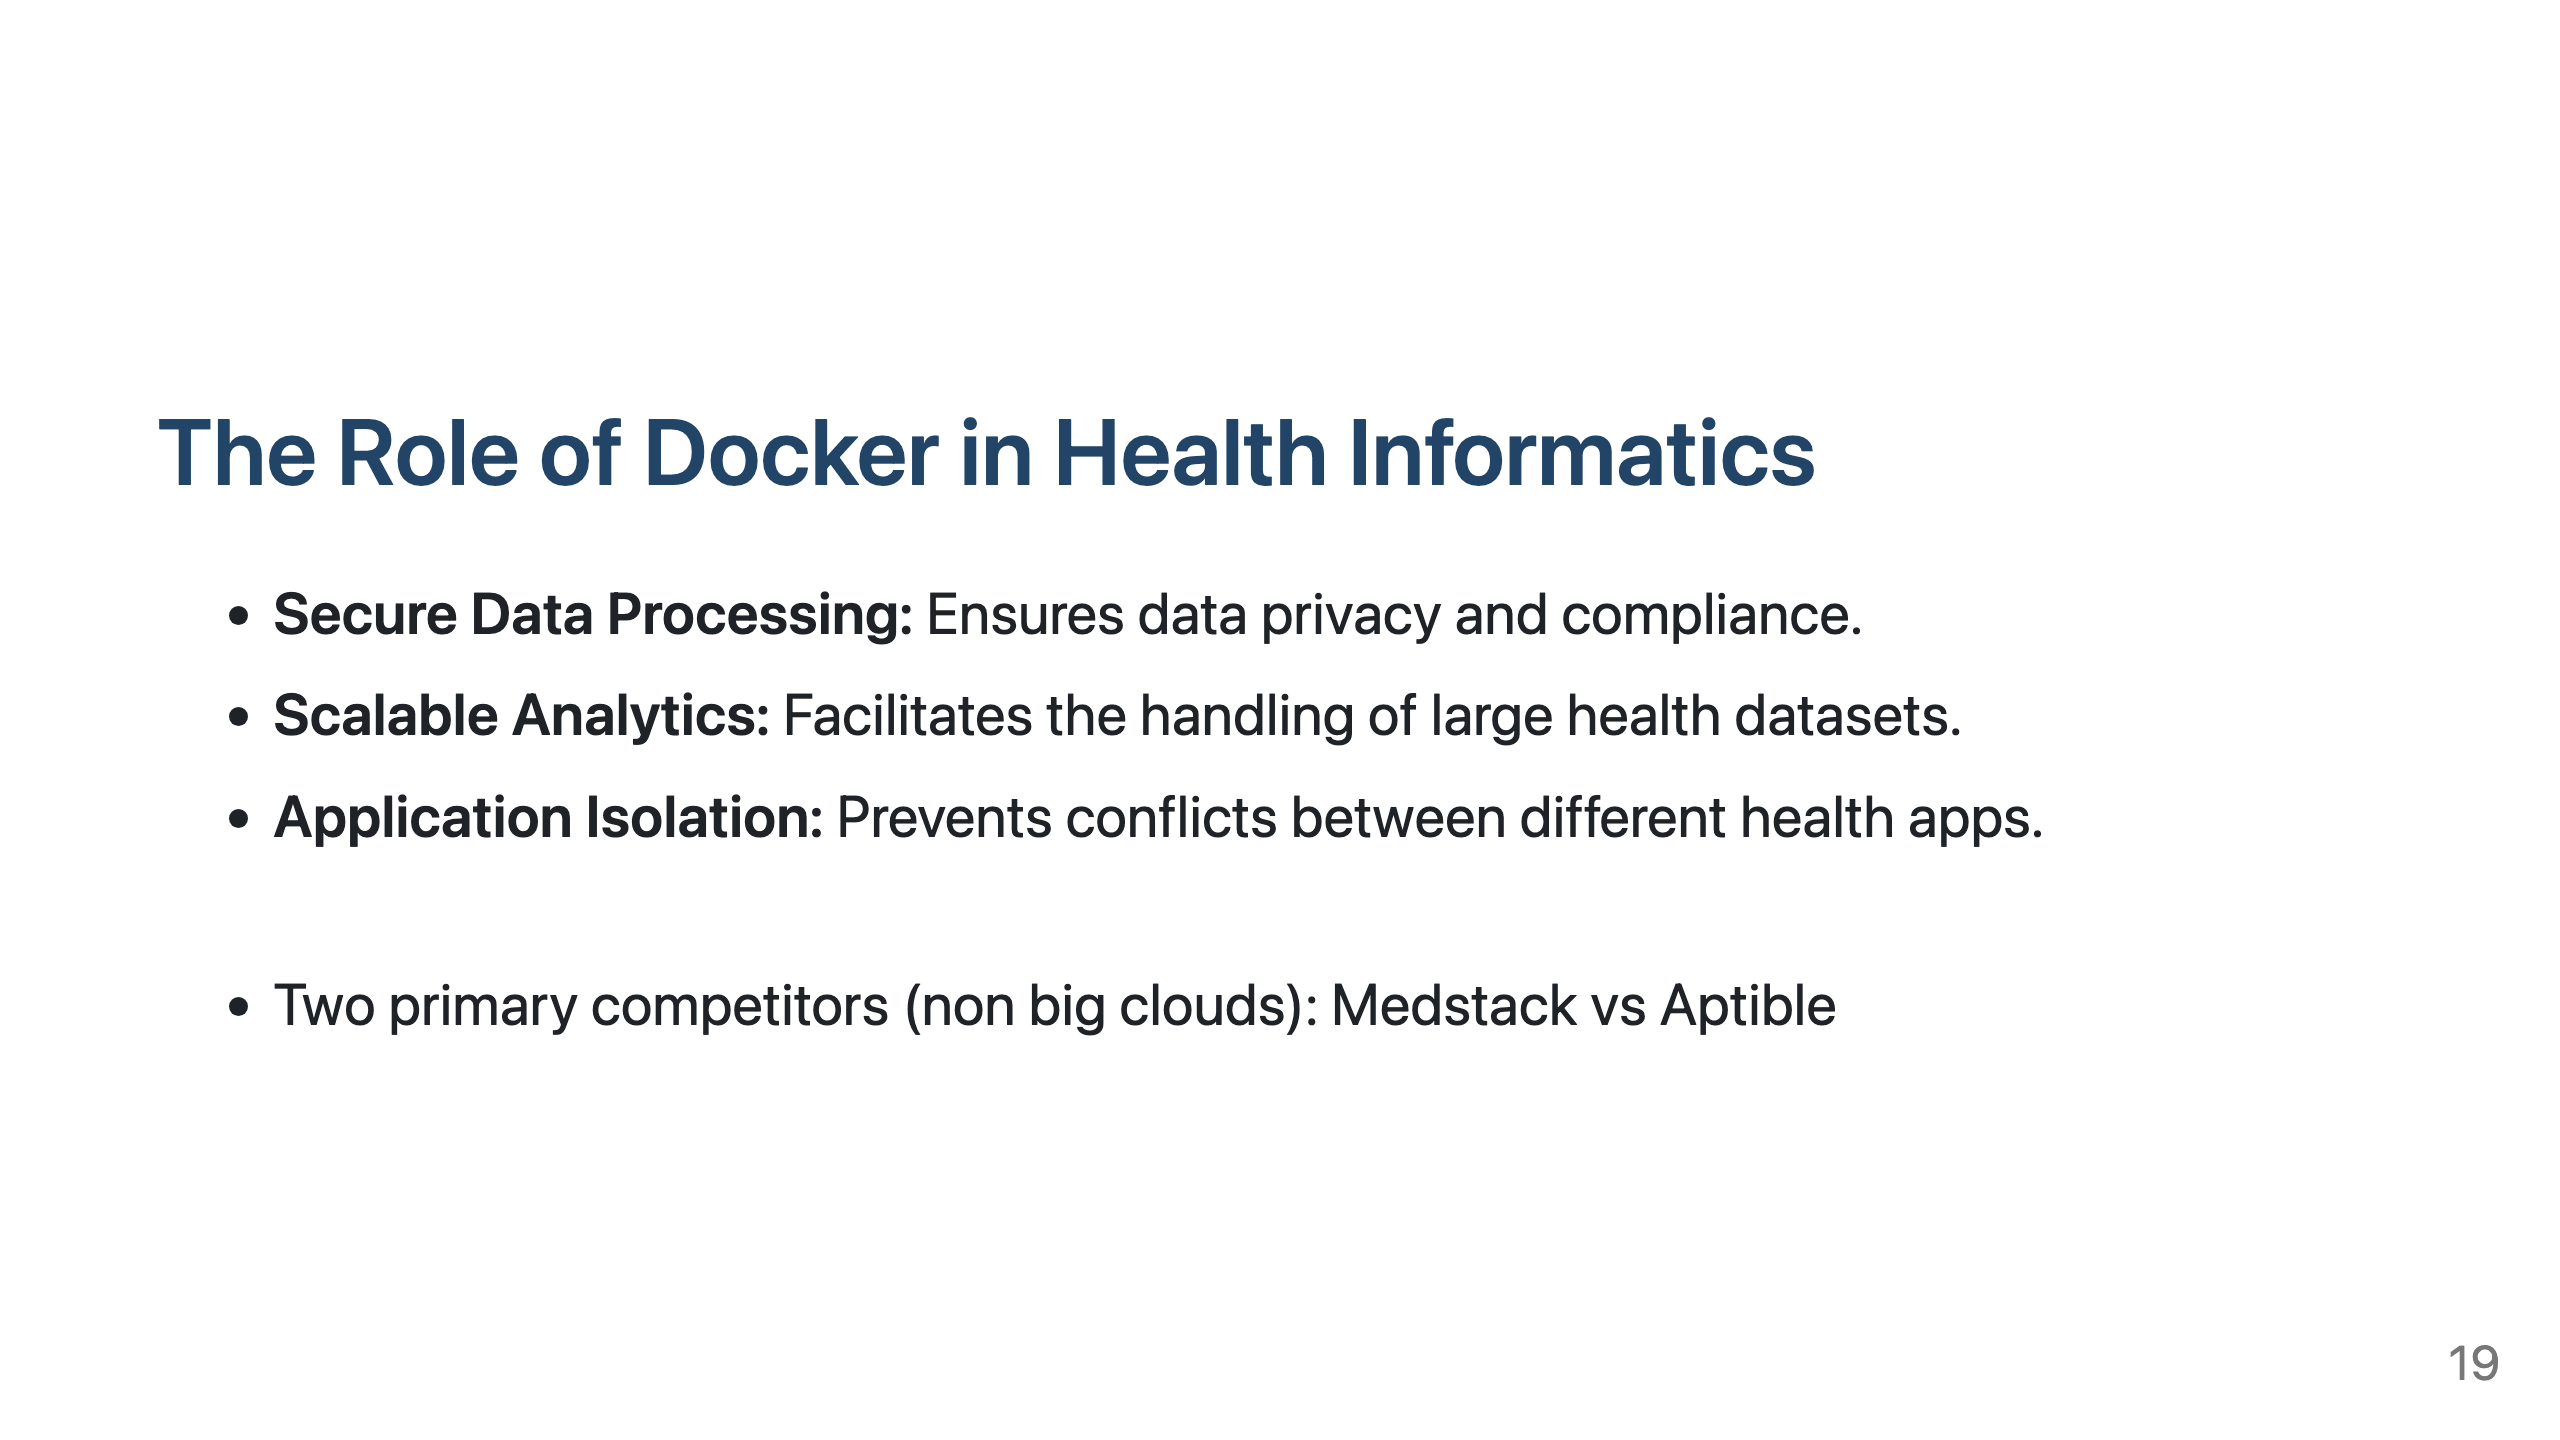 The Role of Docker in Health Informatics
• Secure Data Processing: Ensures data privacy and compliance.
• Scalable Analytics: Facilitates the handling of large health datasets.
• Application Isolation: Prevents conflicts between different health apps.
• Two primary competitors (non big clouds): Medstack vs Aptible
19